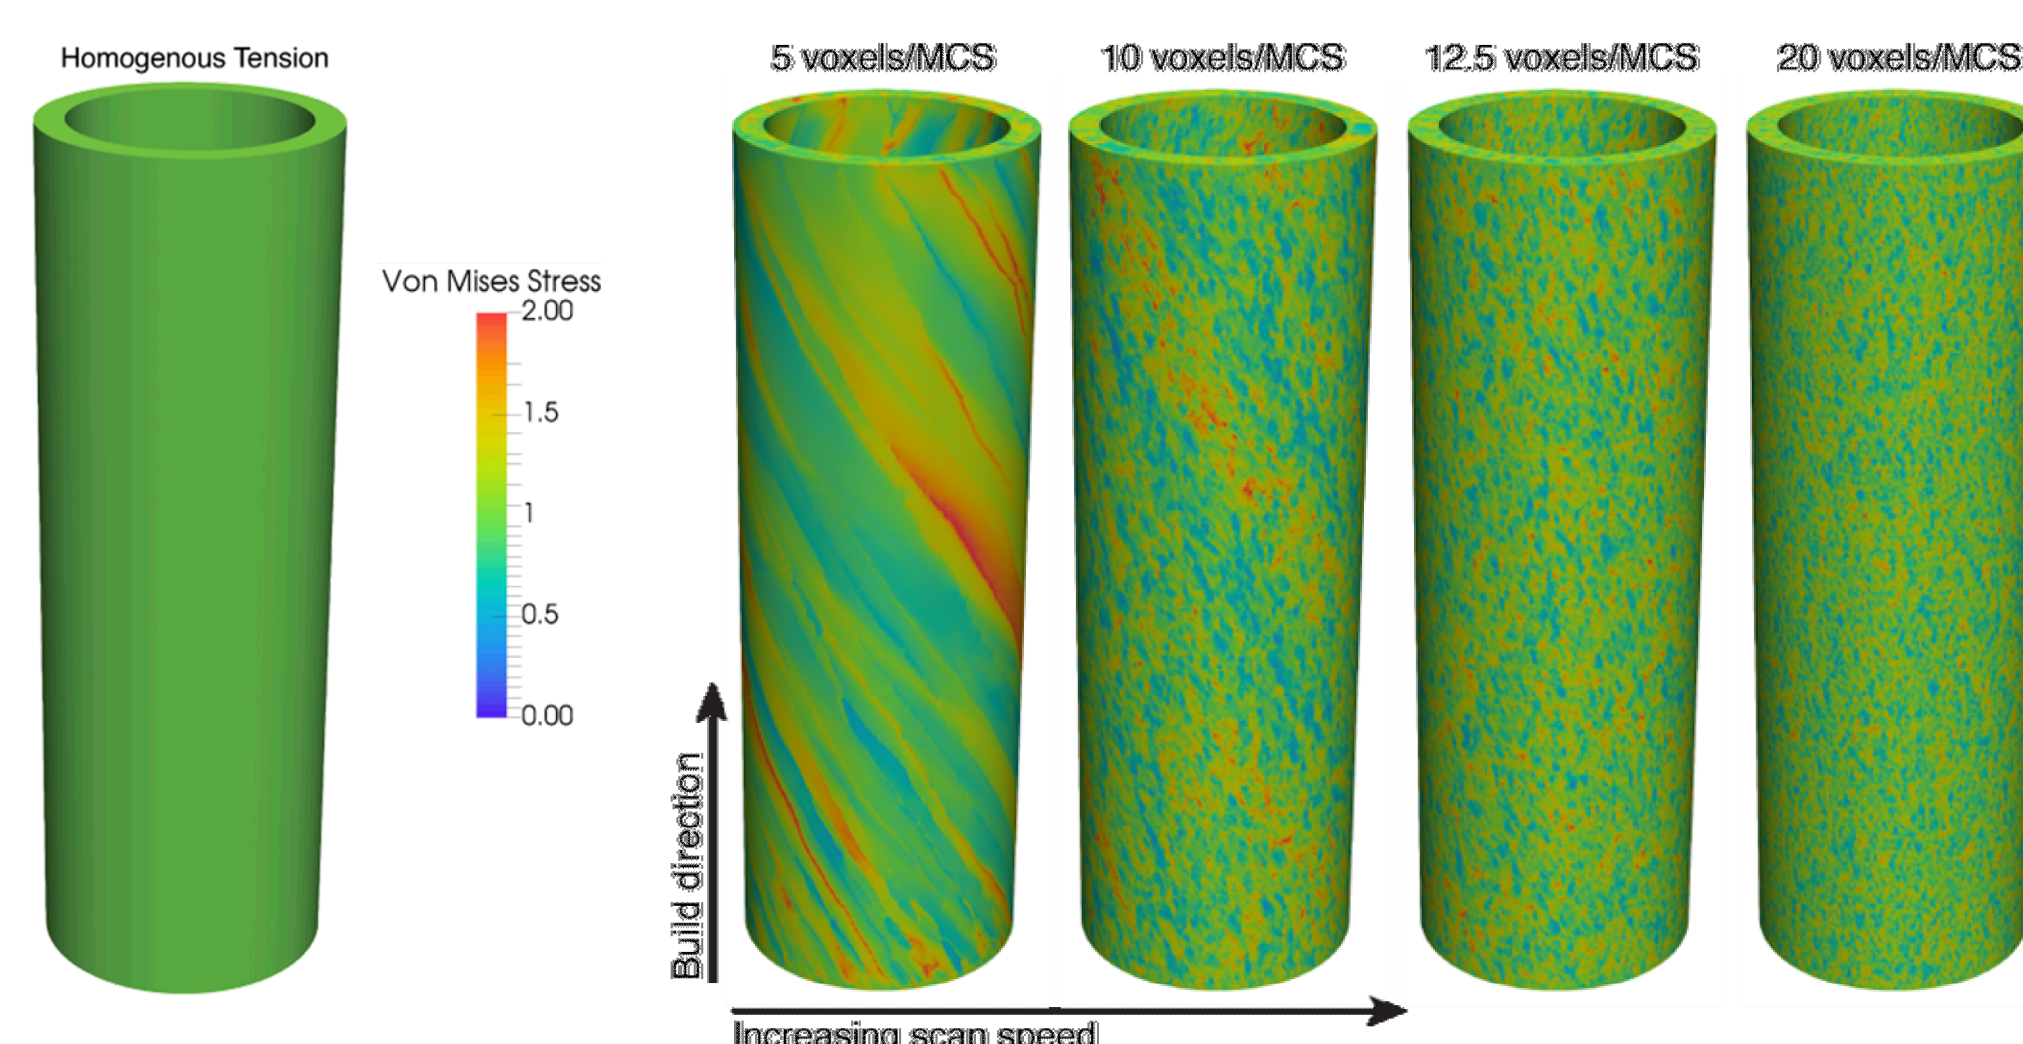 Homogenous Tension
5 voxels/MCS
10 voxels/MCS
12.5 voxels/MCS
20 voxels/MCS
Von Mises Stress
2.00
1.5
1
0.5
0.00
Build direction
Increasing scan speed